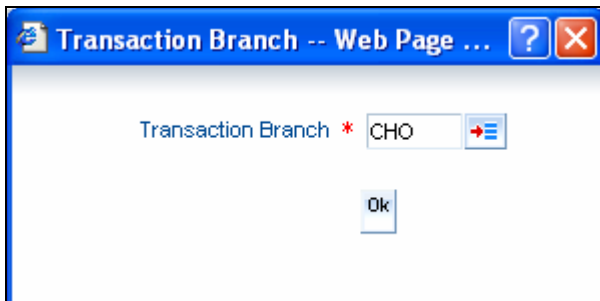 Transaction Branch -- Web Page ...
Transaction Branch * CHO
Ok